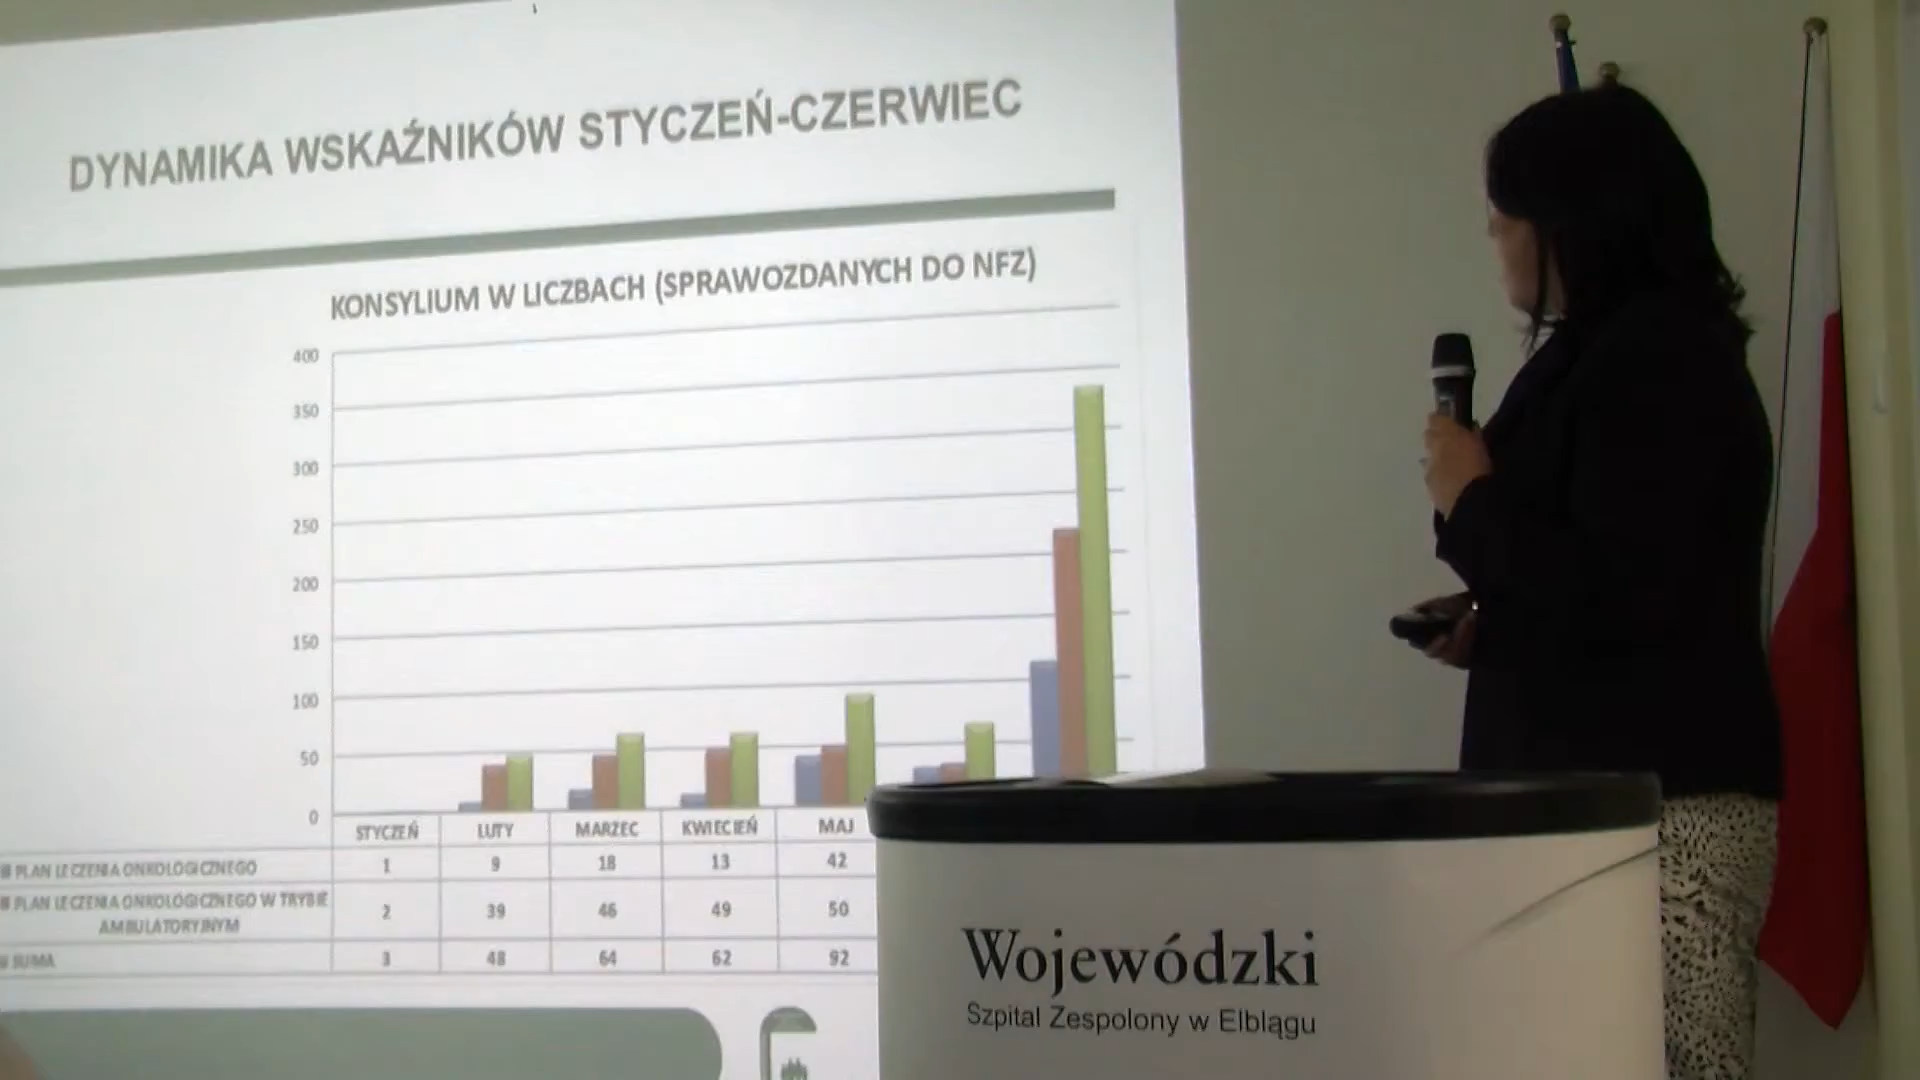 DYNAMIKA WSKAŹNIKÓW STYCZEŃ-CZERWIEC
KONSYLIUM W LICZBACH (SPRAWOZDANYCH DO NFZ)
400
350
300
250
200
150
100
50
0
STYCZEŃ LUTY MARZEC KWIECIEŃ MAJ
PLAN LECZENIA ONKOLOGICZNEGO 1 9 18 13 42
PLAN LECZENIA ONKOLOGICZNEGO W TRYBIE
AMBULATORYJNYM 2 39 46 49 50
SUMA 3 48 64 62 92
Wojewódzki
Szpital Zespolony w Elblągu